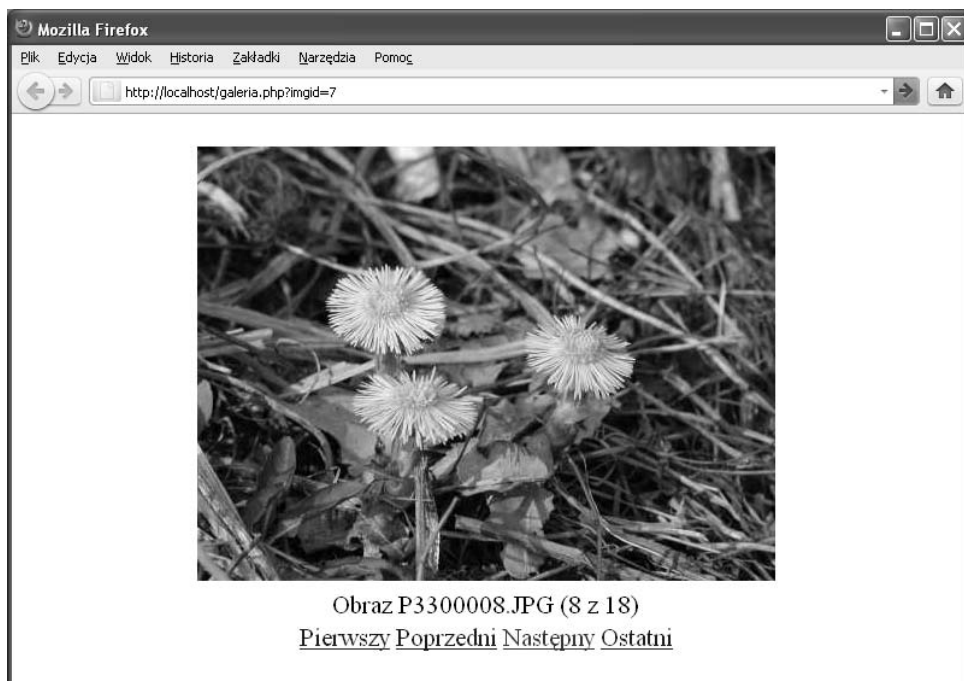 Mozilla Firefox
Plik Edycja Widok Historia Zakładki Narzędzia Pomoc
http://localhost/galeria.php?imgid=7
Obraz P3300008.JPG (8 z 18)
Pierwszy Poprzedni Następny Ostatni